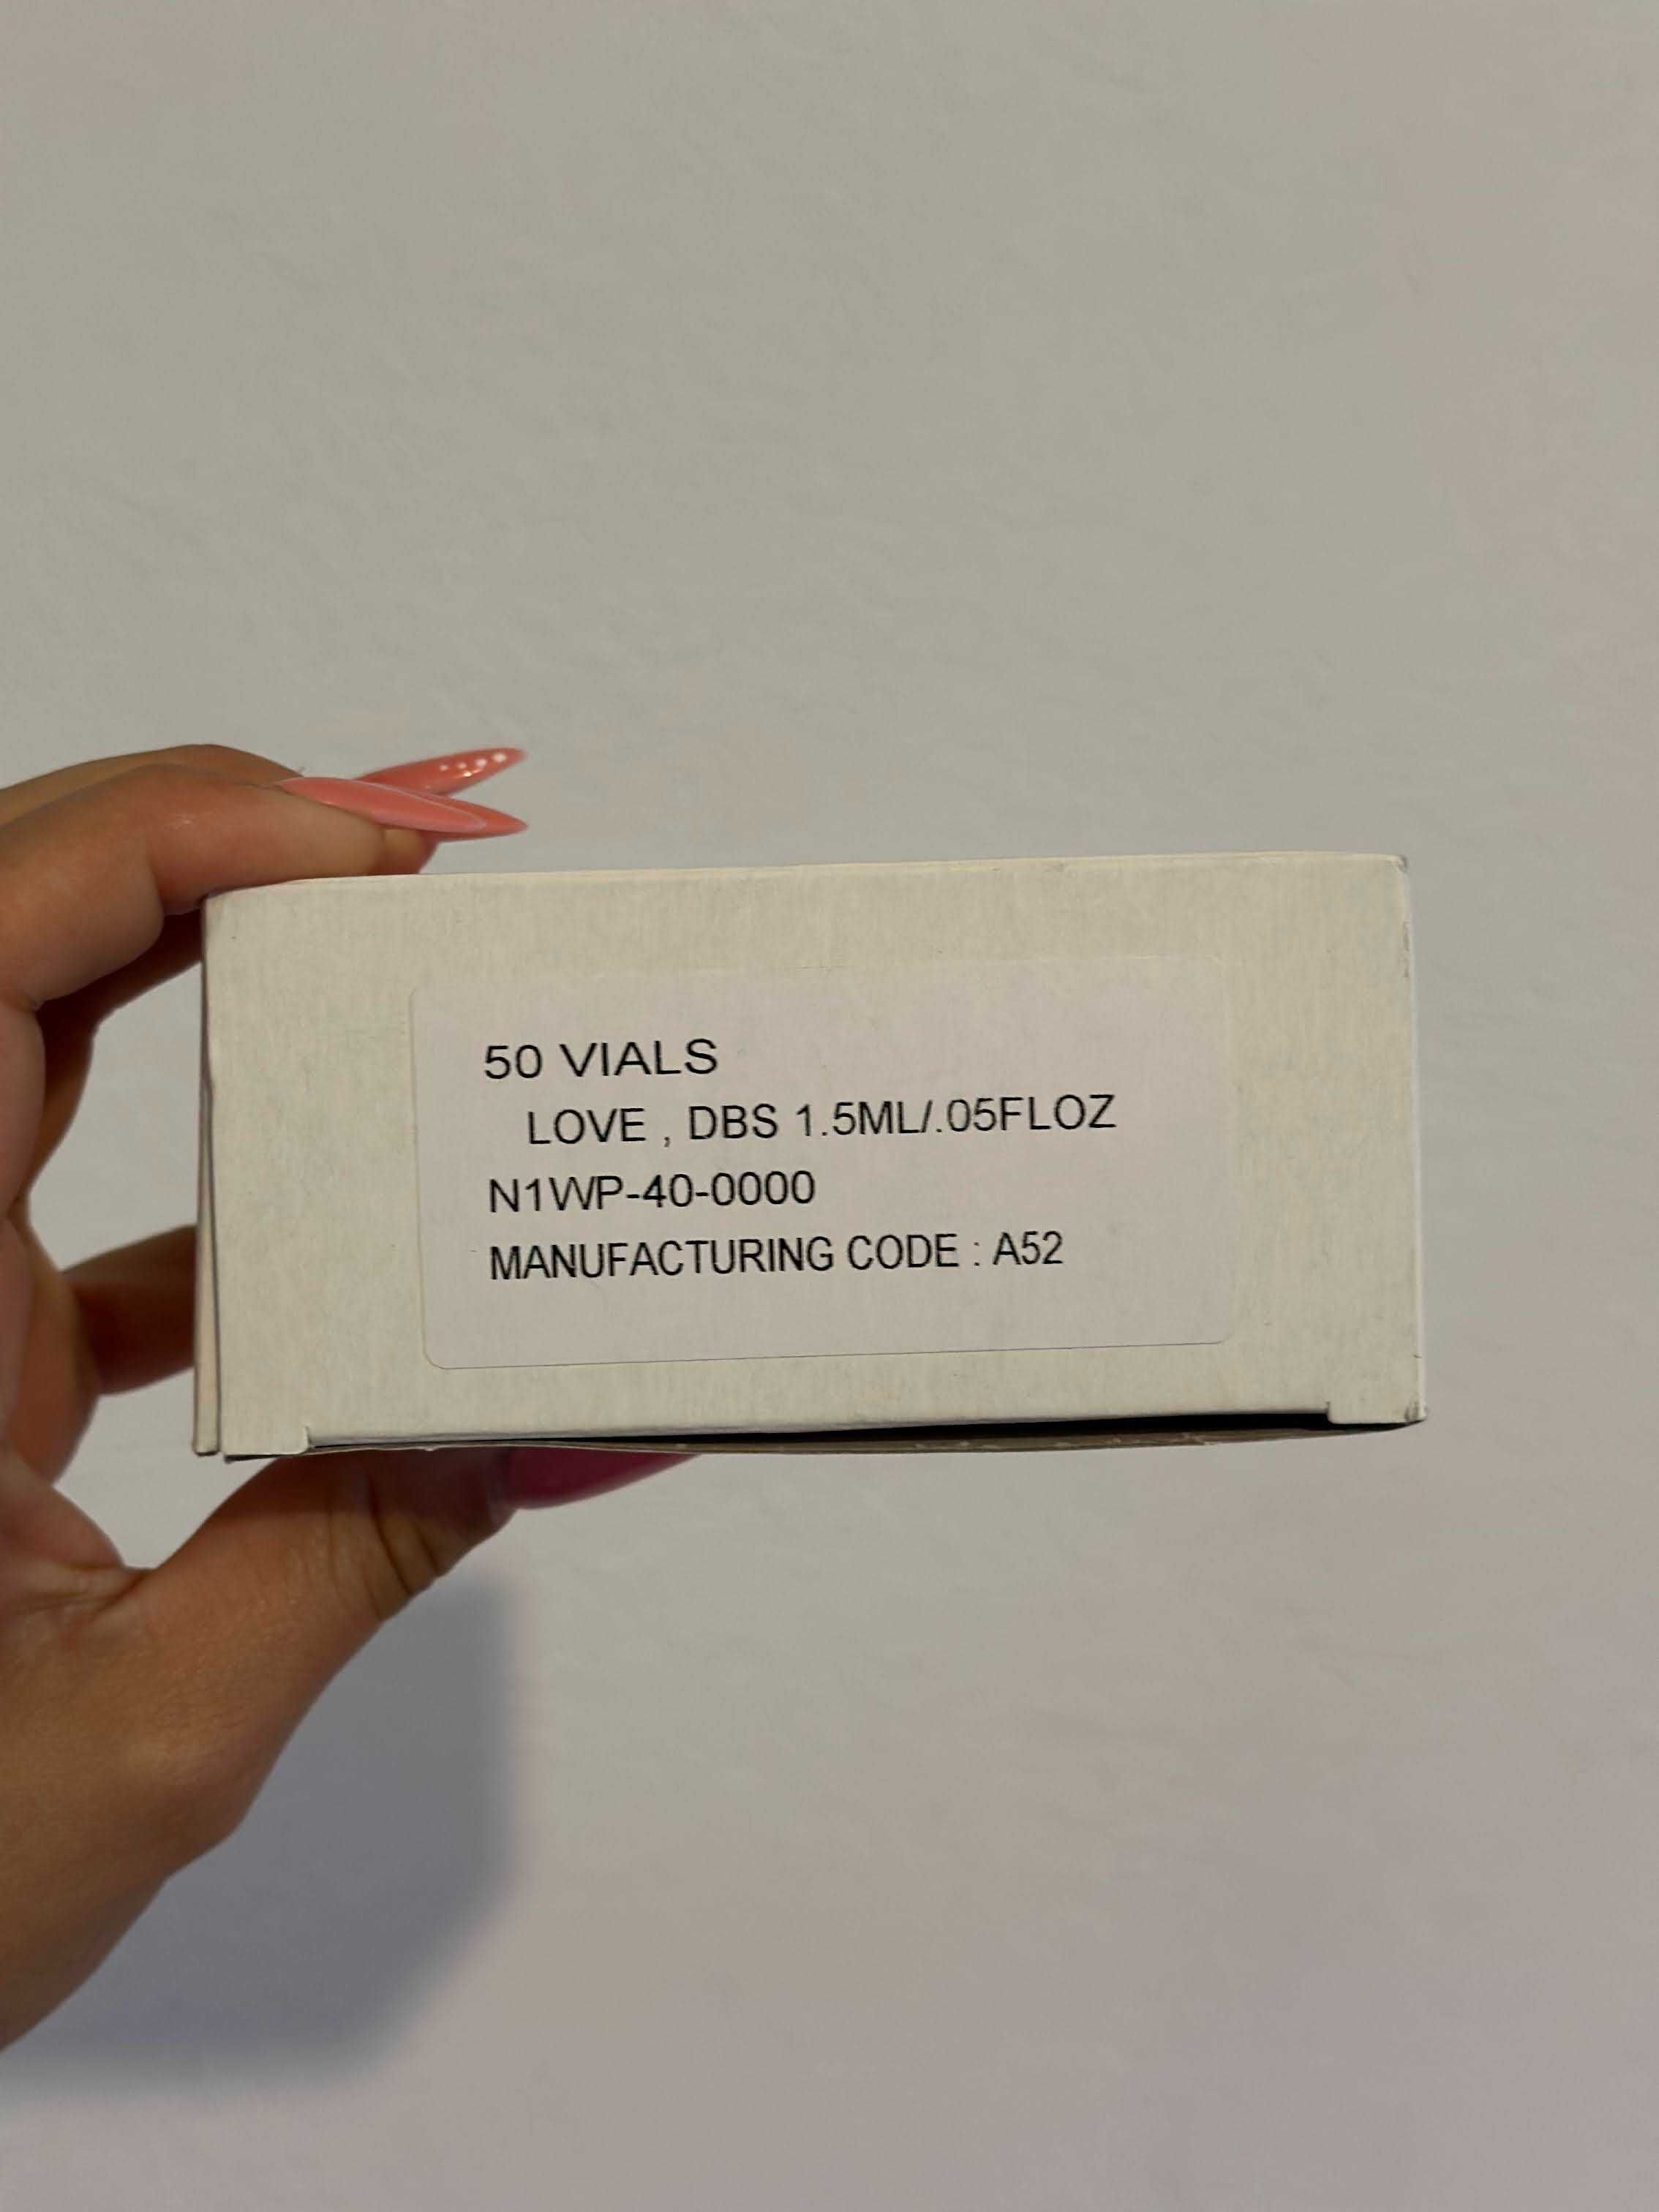 50 VIALS
LOVE , DBS 1.5ML/.05FLOZ
N1WP-40-0000
MANUFACTURING CODE : A52